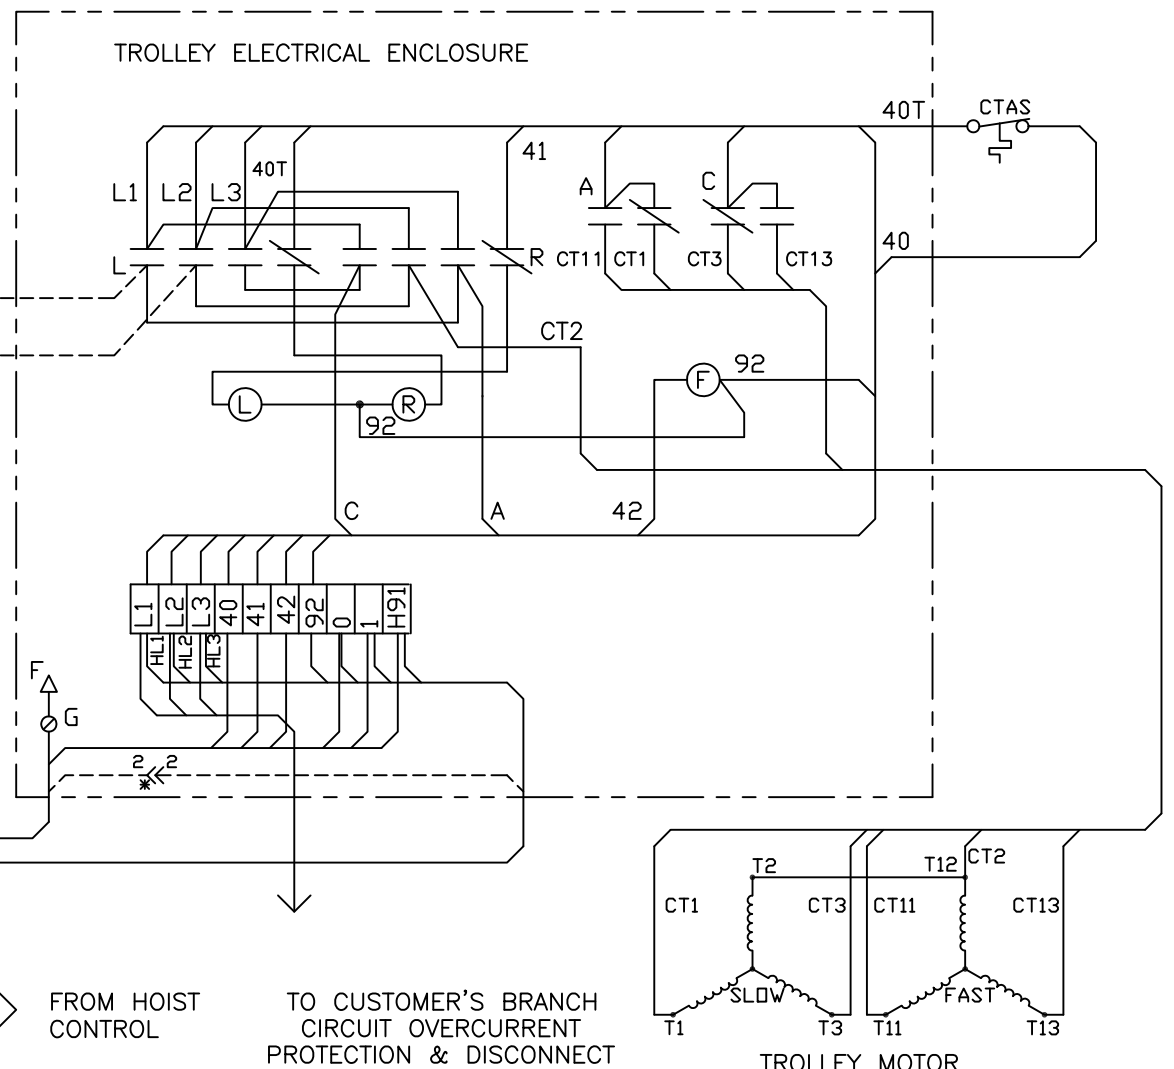 TROLLEY ELECTRICAL ENCLOSURE
40T
CTAS
41
40T
L1
L2
L3
A
C
L
R
CT11
CT1
CT3
CT13
40
CT2
F
92
L
R
92
C
A
42
L1
L2
L3
40
41
42
92
0
1
H91
HL1
HL2
HL3
F
G
2
2
*
T2
T12
CT2
CT1
CT3
CT11
CT13
SLOW
FAST
T1
T3
T11
T13
FROM HOIST
CONTROL
TO CUSTOMER'S BRANCH
CIRCUIT OVERCURRENT
PROTECTION & DISCONNECT
TROLLEY MOTOR